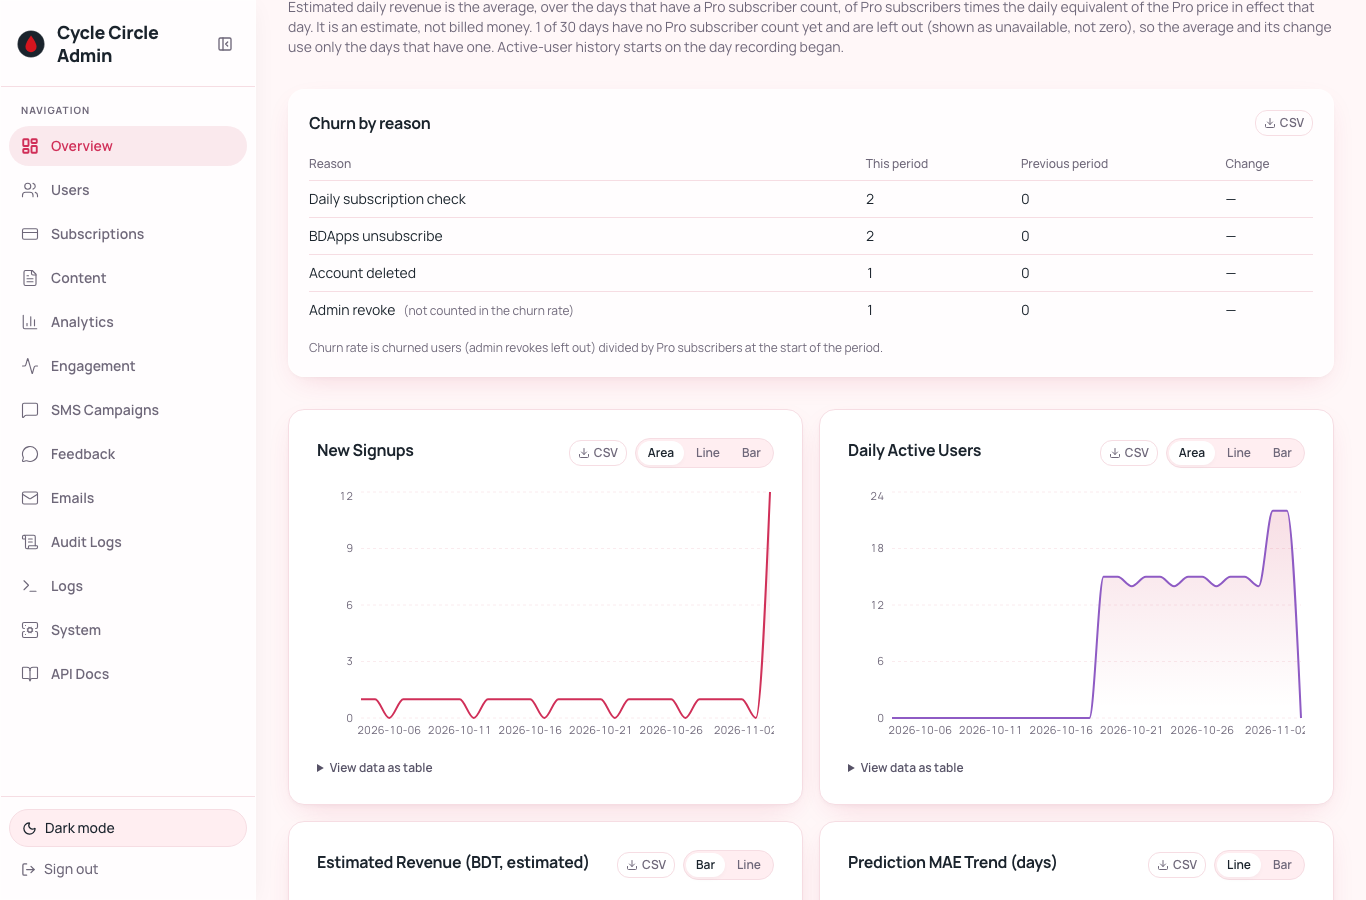 Cycle Circle
Admin
NAVIGATION
Overview
Users
Subscriptions
Content
Analytics
Engagement
SMS Campaigns
Feedback
Emails
Audit Logs
Logs
System
API Docs
Dark mode
Sign out
Estimated daily revenue is the average, over the days that have a Pro subscriber count, of Pro subscribers times the daily equivalent of the Pro price in effect that
day. It is an estimate, not billed money. 1 of 30 days have no Pro subscriber count yet and are left out (shown as unavailable, not zero), so the average and its change
use only the days that have one. Active-user history starts on the day recording began.
Churn by reason CSV
Reason This period Previous period Change
Daily subscription check 2 0 —
BDApps unsubscribe 2 0 —
Account deleted 1 0 —
Admin revoke (not counted in the churn rate) 1 0 —
Churn rate is churned users (admin revokes left out) divided by Pro subscribers at the start of the period.
New Signups CSV Area Line Bar
12
9
6
3
0
2026-10-06 2026-10-11 2026-10-16 2026-10-21 2026-10-26 2026-11-02
View data as table
Daily Active Users CSV Area Line Bar
24
18
12
6
0
2026-10-06 2026-10-11 2026-10-16 2026-10-21 2026-10-26 2026-11-02
View data as table
Estimated Revenue (BDT, estimated) CSV Bar Line
Prediction MAE Trend (days) CSV Line Bar